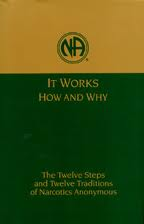 NA
IT WORKS
HOW AND WHY
The Twelve Steps
and Twelve Traditions
of Narcotics Anonymous